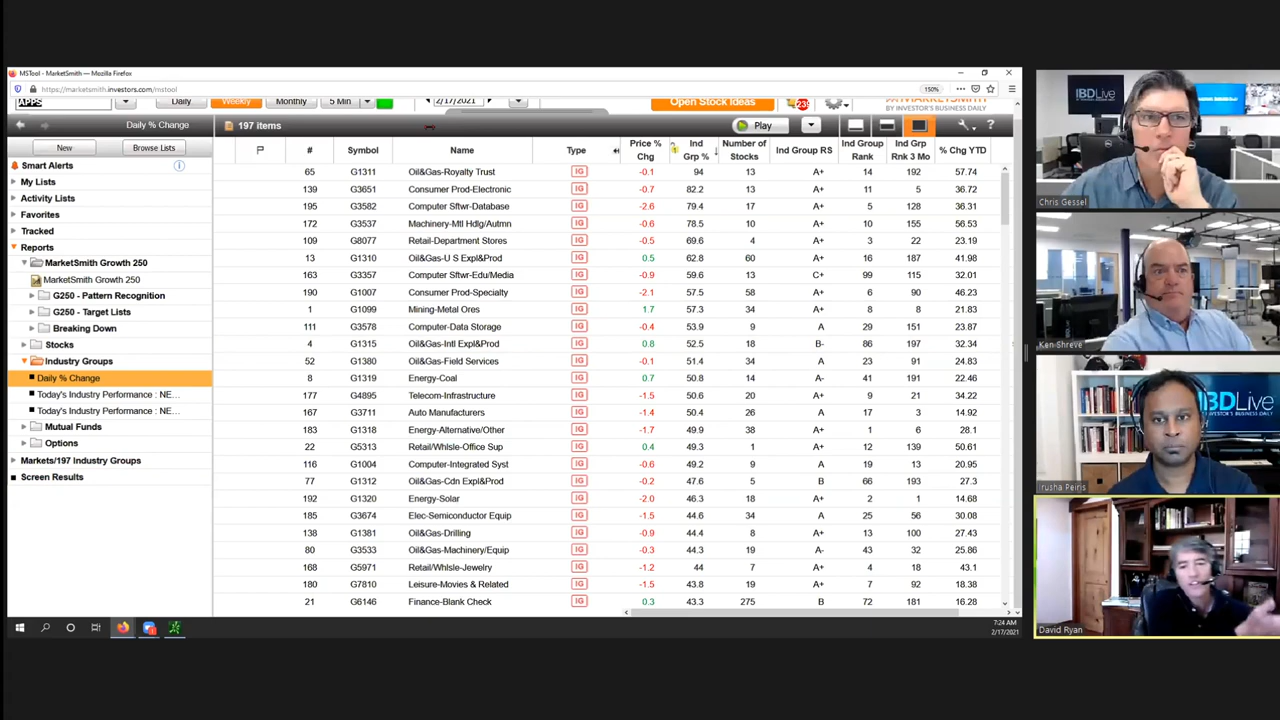 MSTool - MarketSmith — Mozilla Firefox
https://marketsmith.investors.com/mstool
150%
APPS
Daily
Weekly
Monthly
5 Min
2/17/2021
Open Stock Ideas
239
BY INVESTOR'S BUSINESS DAILY
Daily % Change
197 items
Play
?
New
Browse Lists
Smart Alerts
My Lists
Activity Lists
Favorites
Tracked
Reports
MarketSmith Growth 250
MarketSmith Growth 250
G250 - Pattern Recognition
G250 - Target Lists
Breaking Down
Stocks
Industry Groups
Daily % Change
Today's Industry Performance : NE...
Today's Industry Performance : NE...
Mutual Funds
Options
Markets/197 Industry Groups
Screen Results
# Symbol Name Type Price % Chg Ind Grp % Number of Stocks Ind Group RS Ind Group Rank Ind Grp Rnk 3 Mo % Chg YTD
65 G1311 Oil&Gas-Royalty Trust IG -0.1 94 13 A+ 14 192 57.74
139 G3651 Consumer Prod-Electronic IG -0.7 82.2 13 A+ 11 5 36.72
195 G3582 Computer Sftwr-Database IG -2.6 79.4 17 A+ 5 128 36.31
172 G3537 Machinery-Mtl Hdlg/Autmn IG -0.6 78.5 10 A+ 10 155 56.53
109 G8077 Retail-Department Stores IG -0.5 69.6 4 A+ 3 22 23.19
13 G1310 Oil&Gas-U S Expl&Prod IG 0.5 62.8 60 A+ 16 187 41.98
163 G3357 Computer Sftwr-Edu/Media IG -0.9 59.6 13 C+ 99 115 32.01
190 G1007 Consumer Prod-Specialty IG -2.1 57.5 58 A+ 6 90 46.23
1 G1099 Mining-Metal Ores IG 1.7 57.3 34 A+ 8 8 21.83
111 G3578 Computer-Data Storage IG -0.4 53.9 9 A 29 151 23.87
4 G1315 Oil&Gas-Intl Expl&Prod IG 0.8 52.5 18 B- 86 197 32.34
52 G1380 Oil&Gas-Field Services IG -0.1 51.4 34 A 23 91 24.83
8 G1319 Energy-Coal IG 0.7 50.8 14 A- 41 191 22.46
177 G4895 Telecom-Infrastructure IG -1.5 50.6 20 A+ 9 21 34.22
167 G3711 Auto Manufacturers IG -1.4 50.4 26 A 17 3 14.92
183 G1318 Energy-Alternative/Other IG -1.7 49.9 38 A+ 1 6 28.1
22 G5313 Retail/Whlsle-Office Sup IG 0.4 49.3 1 A+ 12 139 50.61
116 G1004 Computer-Integrated Syst IG -0.6 49.2 9 A 19 13 20.95
77 G1312 Oil&Gas-Cdn Expl&Prod IG -0.2 47.6 5 B 66 193 27.3
192 G1320 Energy-Solar IG -2.0 46.3 18 A+ 2 1 14.68
185 G3674 Elec-Semiconductor Equip IG -1.5 44.6 34 A 25 56 30.08
138 G1381 Oil&Gas-Drilling IG -0.9 44.4 8 A+ 13 100 27.43
80 G3533 Oil&Gas-Machinery/Equip IG -0.3 44.3 10 A- 43 32 25.86
168 G5971 Retail/Whlsle-Jewelry IG -1.2 44 7 A+ 4 18 43.1
180 G7810 Leisure-Movies & Related IG -1.5 43.8 19 A+ 7 92 18.38
21 G6146 Finance-Blank Check IG 0.3 43.3 275 B 72 181 16.28
7:24 AM
2/17/2021
IBDLive
Chris Gessel
Ken Shreve
IBDLive
BY INVESTOR'S BUSINESS DAILY
Irusha Peiris
David Ryan